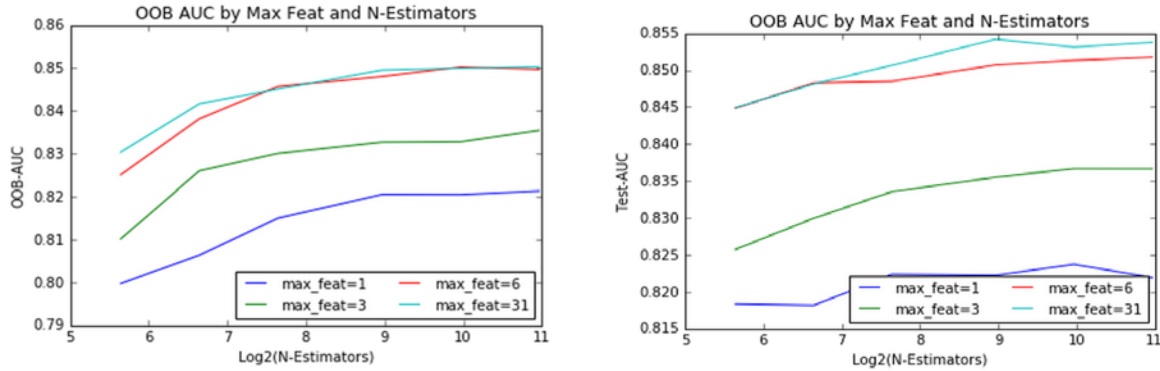 OOB AUC by Max Feat and N-Estimators
0.86
0.85
0.84
0.83
0.82
0.81
0.80
0.79
OOB-AUC
max_feat=1 max_feat=6
max_feat=3 max_feat=31
5 6 7 8 9 10 11
Log2(N-Estimators)
OOB AUC by Max Feat and N-Estimators
0.855
0.850
0.845
0.840
0.835
0.830
0.825
0.820
0.815
Test-AUC
max_feat=1 max_feat=6
max_feat=3 max_feat=31
5 6 7 8 9 10 11
Log2(N-Estimators)